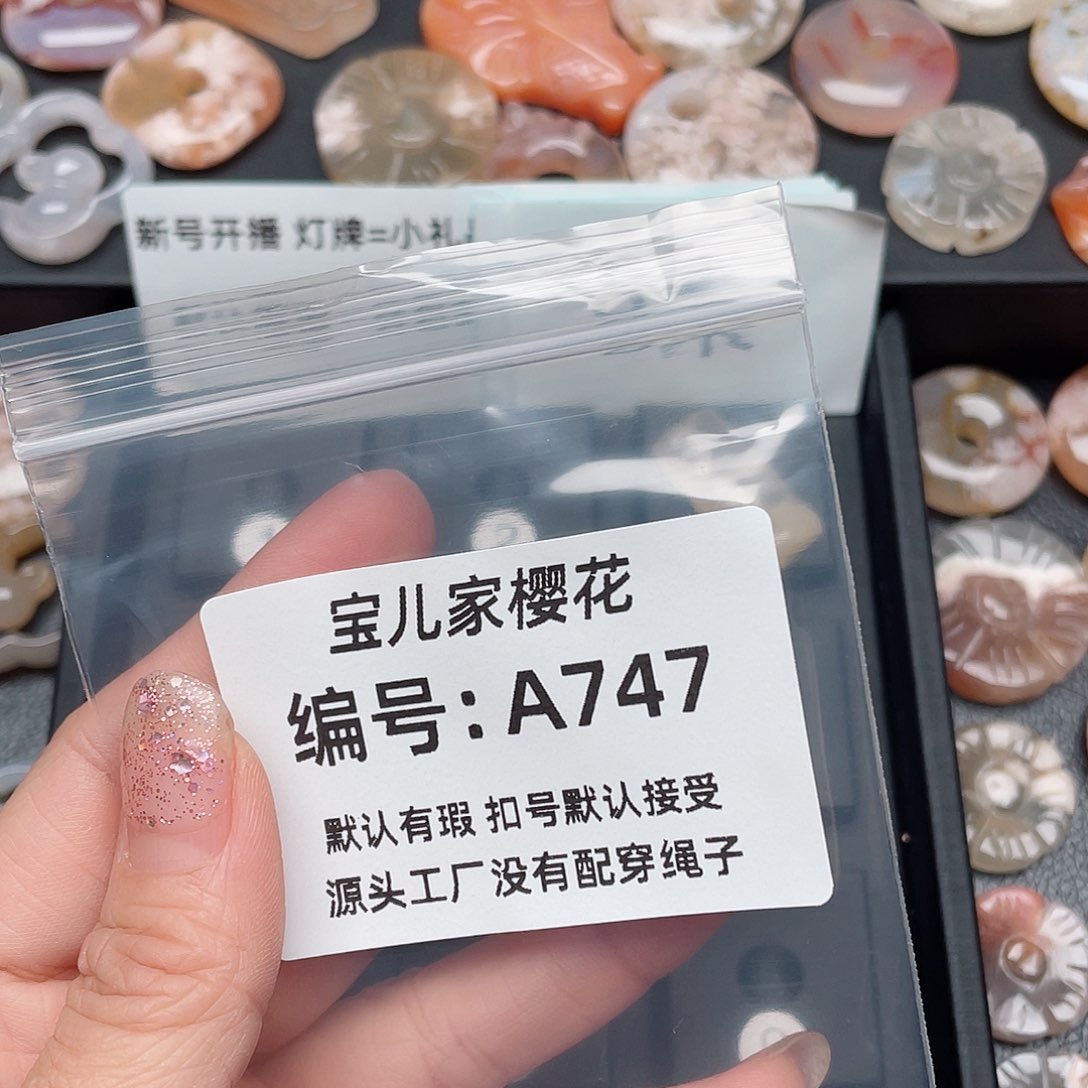 新号开播 灯牌=小礼
宝儿家樱花
编号：A747
默认有瑕 扣号默认接受
源头工厂没有配穿绳子